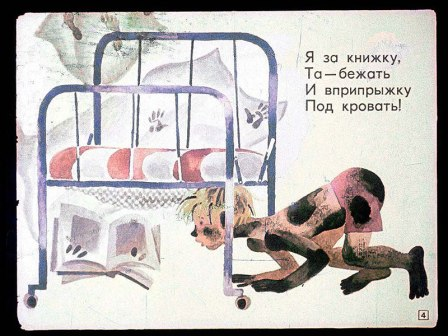 Я за книжку,
Та—бежать
И вприпрыжку
Под кровать!
4